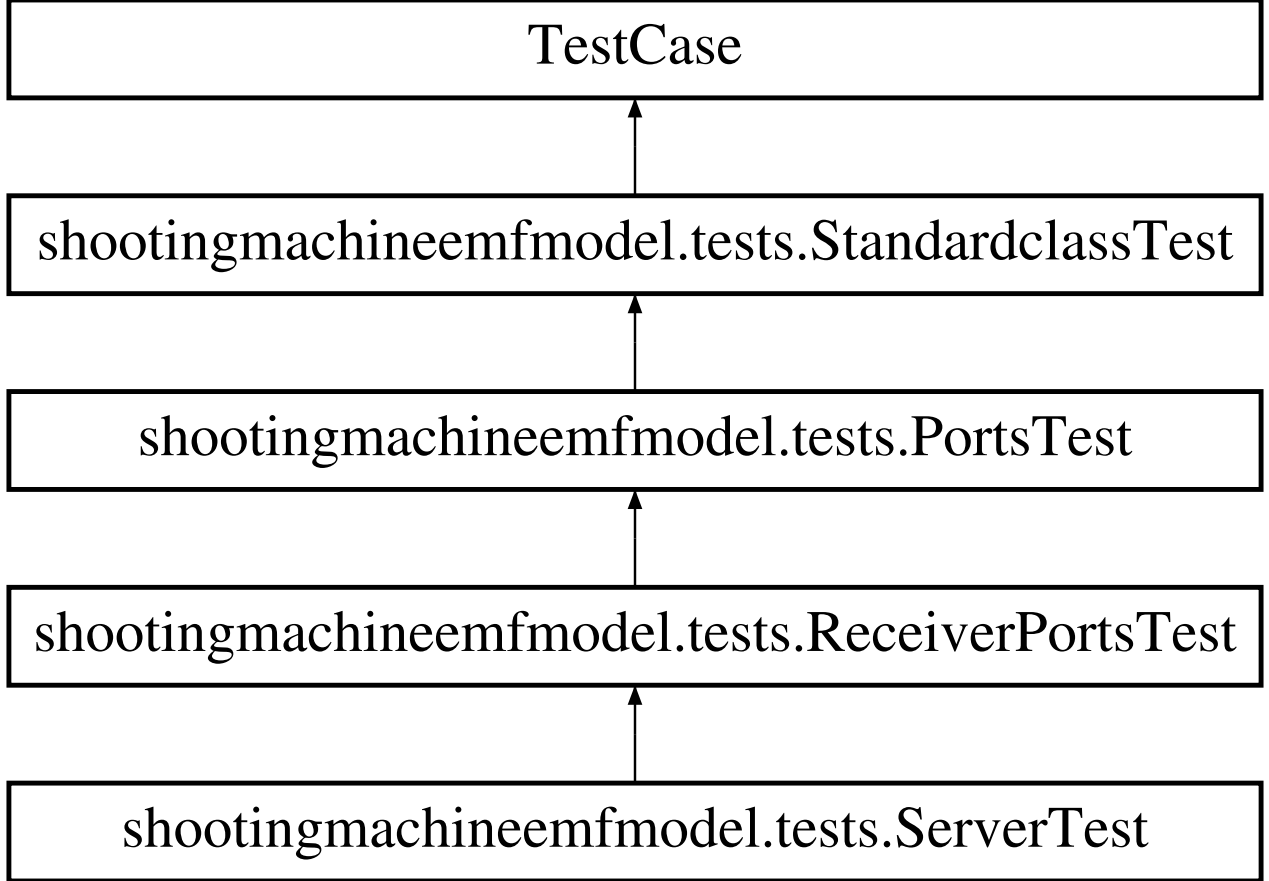 TestCase
shootingmachineemfmodel.tests.StandardclassTest
shootingmachineemfmodel.tests.PortsTest
shootingmachineemfmodel.tests.ReceiverPortsTest
shootingmachineemfmodel.tests.ServerTest